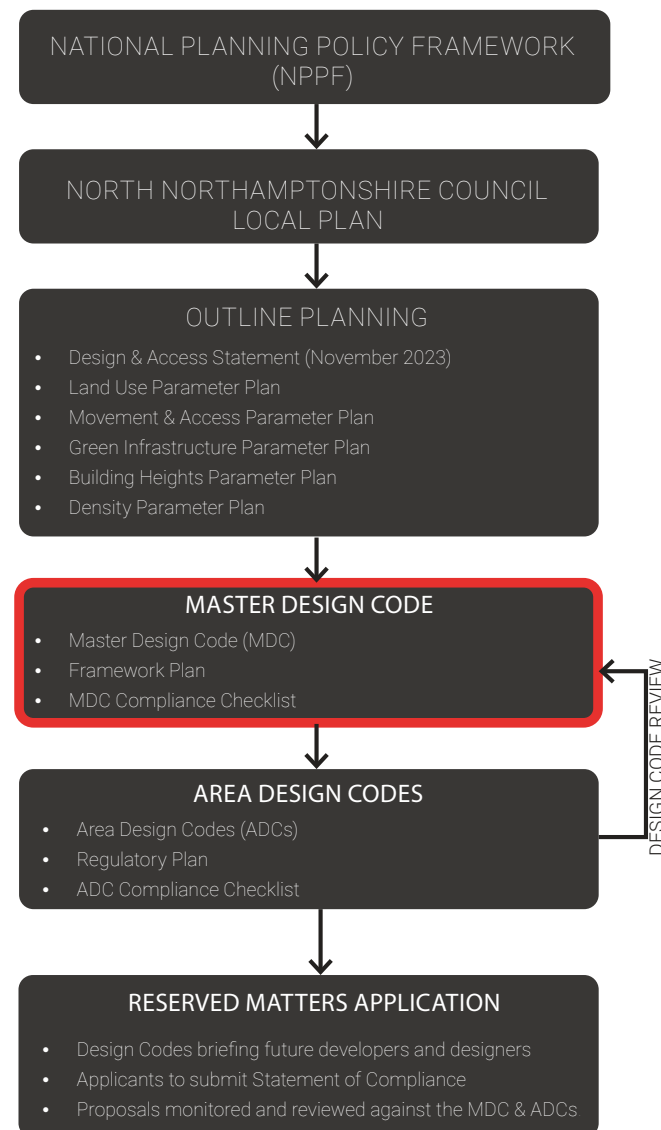 NATIONAL PLANNING POLICY FRAMEWORK
(NPPF)
NORTH NORTHAMPTONSHIRE COUNCIL
LOCAL PLAN
OUTLINE PLANNING
• Design & Access Statement (November 2023)
• Land Use Parameter Plan
• Movement & Access Parameter Plan
• Green Infrastructure Parameter Plan
• Building Heights Parameter Plan
• Density Parameter Plan
MASTER DESIGN CODE
• Master Design Code (MDC)
• Framework Plan
• MDC Compliance Checklist
DESIGN CODE REVIEW
AREA DESIGN CODES
• Area Design Codes (ADCs)
• Regulatory Plan
• ADC Compliance Checklist
RESERVED MATTERS APPLICATION
• Design Codes briefing future developers and designers
• Applicants to submit Statement of Compliance
• Proposals monitored and reviewed against the MDC & ADCs.